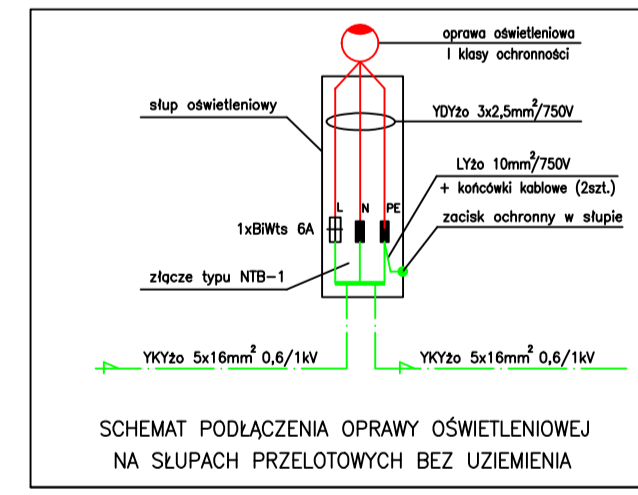 oprawa oświetleniowa
I klasy ochronności
słup oświetleniowy
YDYżo 3x2,5mm²/750V
LYżo 10mm²/750V
+ końcówki kablowe (2szt.)
L N PE
1xBiWts 6A
zacisk ochronny w słupie
złącze typu NTB-1
YKYżo 5x16mm² 0,6/1kV
YKYżo 5x16mm² 0,6/1kV
SCHEMAT PODŁĄCZENIA OPRAWY OŚWIETLENIOWEJ
NA SŁUPACH PRZELOTOWYCH BEZ UZIEMIENIA